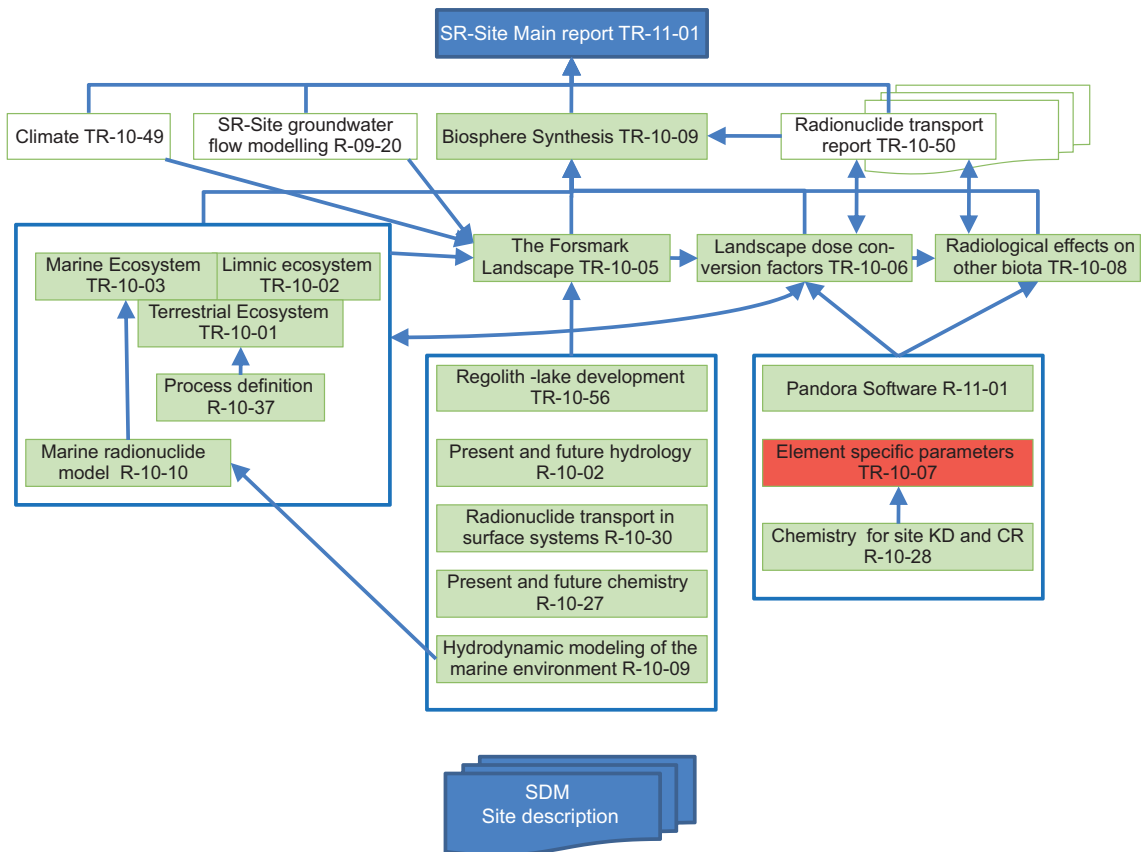 SR-Site Main report TR-11-01
Climate TR-10-49
SR-Site groundwater
flow modelling R-09-20
Biosphere Synthesis TR-10-09
Radionuclide transport
report TR-10-50
Marine Ecosystem
TR-10-03
Limnic ecosystem
TR-10-02
Terrestrial Ecosystem
TR-10-01
Process definition
R-10-37
Marine radionuclide
model  R-10-10
The Forsmark
Landscape TR-10-05
Landscape dose con-
version factors TR-10-06
Radiological effects on
other biota TR-10-08
Regolith -lake development
TR-10-56
Present and future hydrology
R-10-02
Radionuclide transport in
surface systems R-10-30
Present and future chemistry
R-10-27
Hydrodynamic modeling of the
marine environment R-10-09
Pandora Software R-11-01
Element specific parameters
TR-10-07
Chemistry  for site KD and CR
R-10-28
SDM
Site description